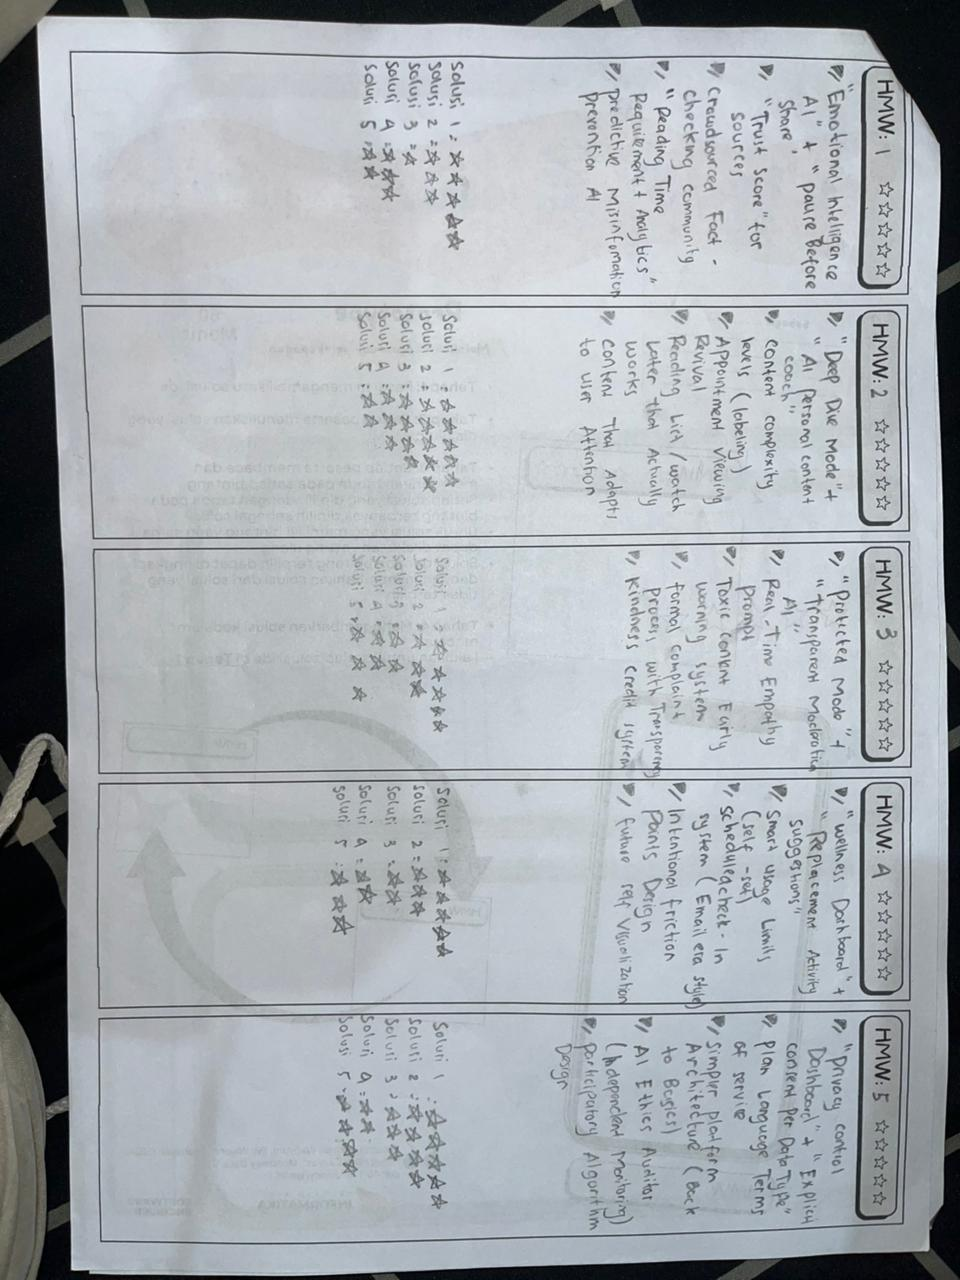 HMW: 1 ☆☆☆☆☆
"Emotional Intelligence
AI" + "paure Before
Share"
"Trust Score" for
sources
Crowdsourced Fact -
checking community
"Reading Time
Requirement + Analytics"
predictive Misinfomation
Prevention AI
Solusi 1 : ★★★★★
Solusi 2 : ★★★
Solusi 3 : ★
Solusi 4 : ★★★
Solusi 5 : ★★
HMW: 2 ☆☆☆☆☆
"Deep Dive Mode" +
"AI personal content
coach"
content complexity
levels (labeling)
Appointment viewing
Revival
Reading List / watch
Later that Actually
works
content That Adapts
to user Attention
Solusi 1 : ★★★★★
Solusi 2 : ★★★★★
Solusi 3 : ★★★★
Solusi 4 : ★★★
Solusi 5 : ★★
HMW: 3 ☆☆☆☆☆
"Protected Mode" +
"Transparent Moderation
AI"
Real - Time Empathy
prompt
Toxic content Early
warning system
formal complaint
process with Transparency
kindness credit system
Solusi 1 : ★★★★★
Solusi 2 : ★★★
Solusi 3 : ★★
Solusi 4 : ★★
Solusi 5 : ★★★
HMW: 4 ☆☆☆☆☆
"wellness Dashboard" +
"Replacement Activity
suggestions"
Smart usage Limits
(self - set)
scheduled check - In
system (Email era style)
Intentional friction
Points Design
future self Visualization
Solusi 1 : ★★★★★
Solusi 2 : ★★★
Solusi 3 : ★★
Solusi 4 : ★★
Solusi 5 : ★★★
HMW: 5 ☆☆☆☆☆
"Privacy control
Dashboard" + "Explicit
consent per Data Type"
plan Language Terms
of service
Simpler platform
Architecture (Back
to Basics)
AI Ethics Auditor
(Independent Monitoring)
participatory Algorithm
Design
Solusi 1 : ★★★★★
Solusi 2 : ★★★★
Solusi 3 : ★★★
Solusi 4 : ★★
Solusi 5 : ★★★★